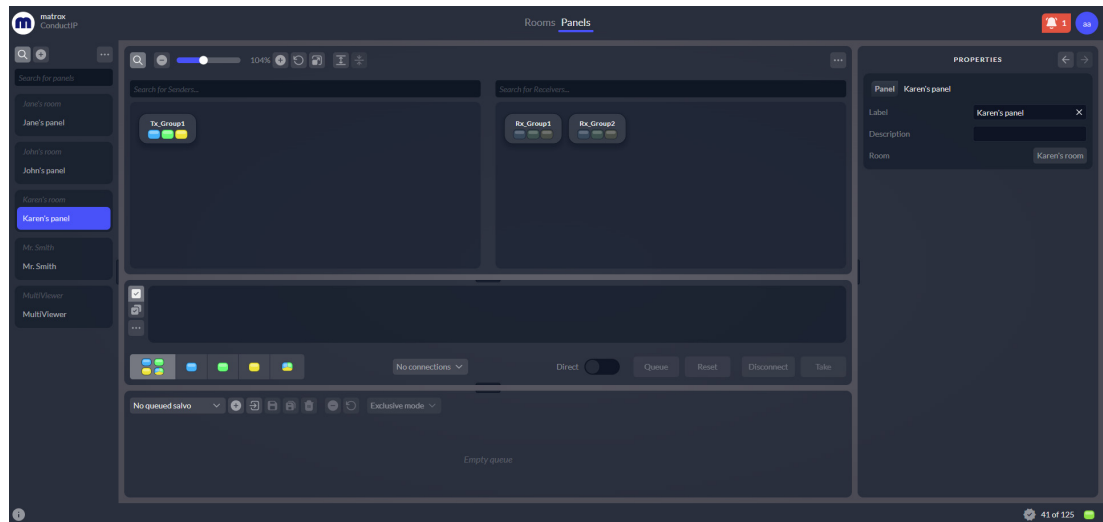 matrox
ConductIP
Rooms Panels
1
aa
Search for panels
Jane's room
Jane's panel
John's room
John's panel
Karen's room
Karen's panel
Mr. Smith
Mr. Smith
MultiViewer
MultiViewer
104%
Search for Senders...
Search for Receivers...
Tx_Group1
Rx_Group1
Rx_Group2
No connections
Direct
Queue
Reset
Disconnect
Take
No queued salvo
Exclusive mode
Empty queue
PROPERTIES
Panel Karen's panel
Label Karen's panel
Description
Room Karen's room
41 of 125